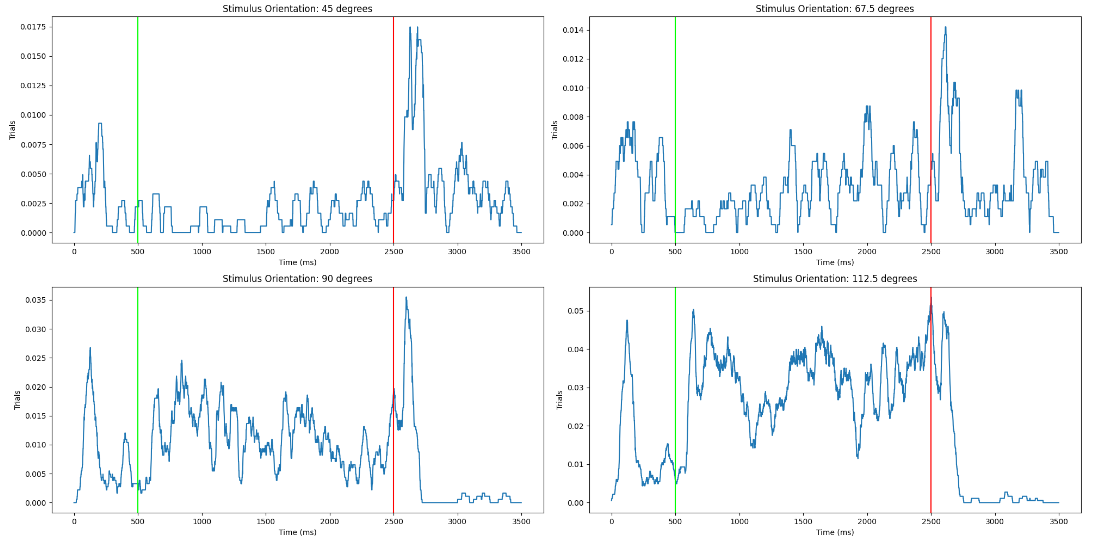 Stimulus Orientation: 45 degrees
Trials
0.0175
0.0150
0.0125
0.0100
0.0075
0.0050
0.0025
0.0000
0 500 1000 1500 2000 2500 3000 3500
Time (ms)
Stimulus Orientation: 67.5 degrees
Trials
0.014
0.012
0.010
0.008
0.006
0.004
0.002
0.000
0 500 1000 1500 2000 2500 3000 3500
Time (ms)
Stimulus Orientation: 90 degrees
Trials
0.035
0.030
0.025
0.020
0.015
0.010
0.005
0.000
0 500 1000 1500 2000 2500 3000 3500
Time (ms)
Stimulus Orientation: 112.5 degrees
Trials
0.05
0.04
0.03
0.02
0.01
0.00
0 500 1000 1500 2000 2500 3000 3500
Time (ms)